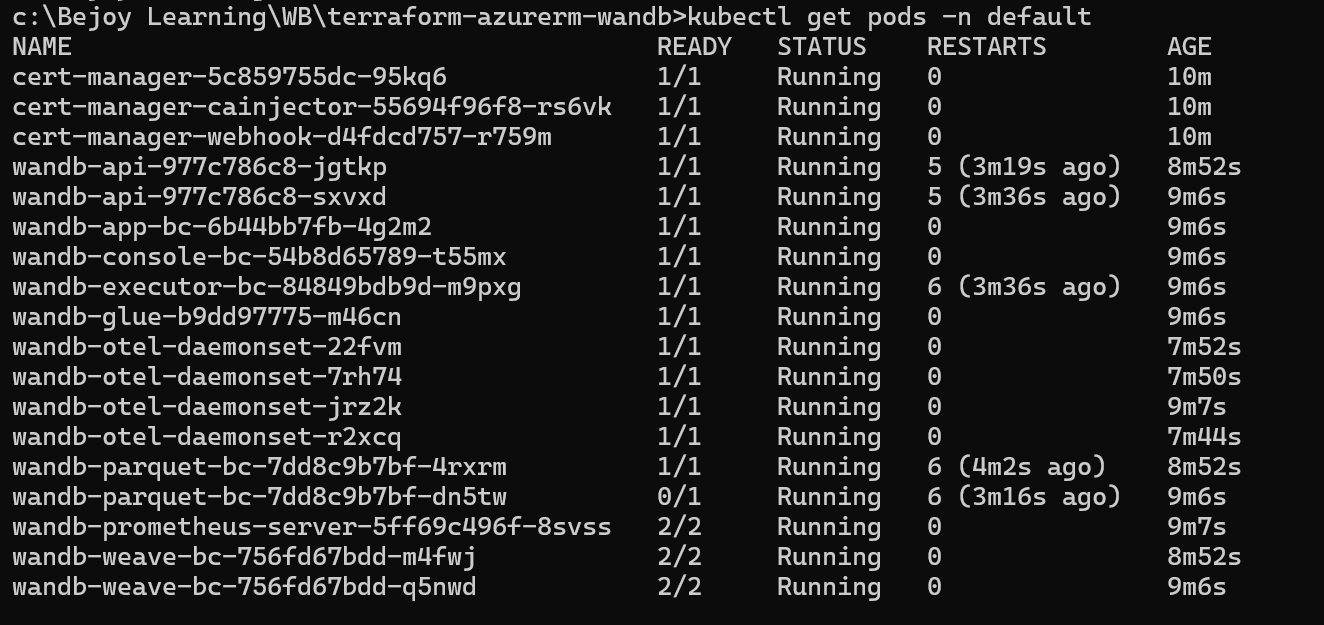 c:\Bejoy Learning\WB\terraform-azurerm-wandb>kubectl get pods -n default
NAME READY STATUS RESTARTS AGE
cert-manager-5c859755dc-95kq6 1/1 Running 0 10m
cert-manager-cainjector-55694f96f8-rs6vk 1/1 Running 0 10m
cert-manager-webhook-d4fdcd757-r759m 1/1 Running 0 10m
wandb-api-977c786c8-jgtkp 1/1 Running 5 (3m19s ago) 8m52s
wandb-api-977c786c8-sxvxd 1/1 Running 5 (3m36s ago) 9m6s
wandb-app-bc-6b44bb7fb-4g2m2 1/1 Running 0 9m6s
wandb-console-bc-54b8d65789-t55mx 1/1 Running 0 9m6s
wandb-executor-bc-84849bdb9d-m9pxg 1/1 Running 6 (3m36s ago) 9m6s
wandb-glue-b9dd97775-m46cn 1/1 Running 0 9m6s
wandb-otel-daemonset-22fvm 1/1 Running 0 7m52s
wandb-otel-daemonset-7rh74 1/1 Running 0 7m50s
wandb-otel-daemonset-jrz2k 1/1 Running 0 9m7s
wandb-otel-daemonset-r2xcq 1/1 Running 0 7m44s
wandb-parquet-bc-7dd8c9b7bf-4rxrm 1/1 Running 6 (4m2s ago) 8m52s
wandb-parquet-bc-7dd8c9b7bf-dn5tw 0/1 Running 6 (3m16s ago) 9m6s
wandb-prometheus-server-5ff69c496f-8svss 2/2 Running 0 9m7s
wandb-weave-bc-756fd67bdd-m4fwj 2/2 Running 0 8m52s
wandb-weave-bc-756fd67bdd-q5nwd 2/2 Running 0 9m6s